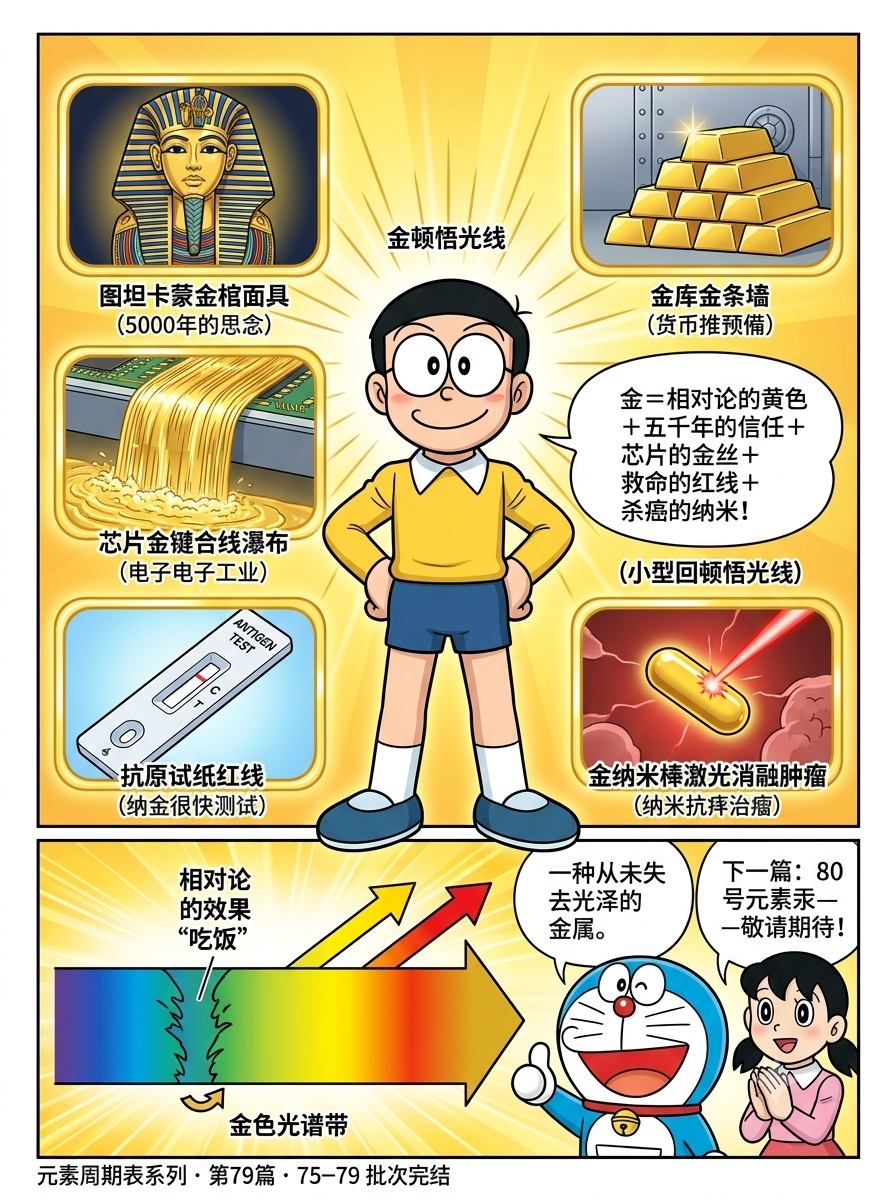 金顿悟光线
图坦卡蒙金棺面具
（5000年的思念）
金库金条墙
（货币推预備）
金＝相对论的黄色
＋五千年的信任＋
芯片的金丝＋
救命的红线＋
杀癌的纳米！
芯片金键合线瀑布
（电子电子工业）
（小型回顿悟光线）
ANTIGEN
TEST
C
T
抗原试纸红线
（纳金很快测试）
金纳米棒激光消融肿瘤
（纳米抗痒治瘤）
相对论
的效果
“吃饭”
金色光谱带
一种从未失
去光泽的
金属。
下一篇：80
号元素汞—
—敬请期待！
元素周期表系列·第79篇·75–79 批次完结